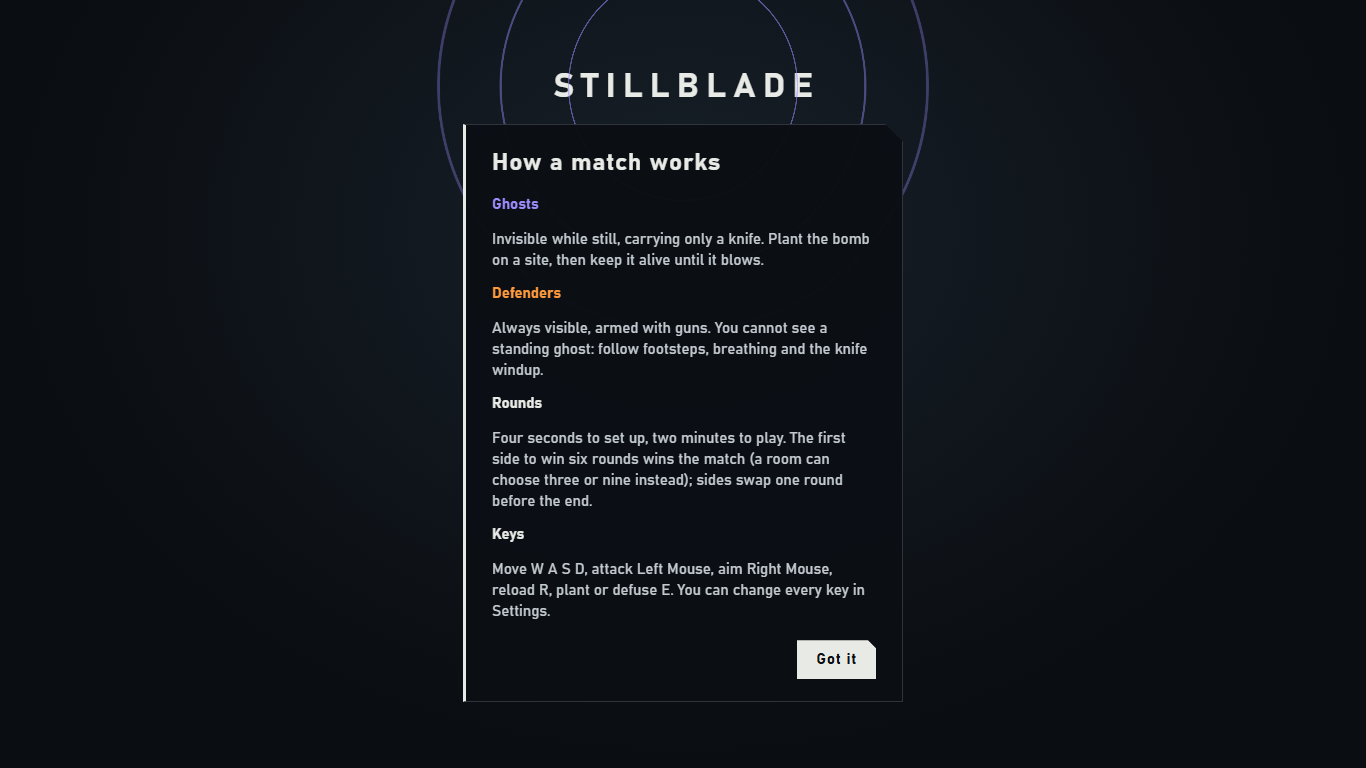 STILLBLADE
How a match works
Ghosts
Invisible while still, carrying only a knife. Plant the bomb
on a site, then keep it alive until it blows.
Defenders
Always visible, armed with guns. You cannot see a
standing ghost: follow footsteps, breathing and the knife
windup.
Rounds
Four seconds to set up, two minutes to play. The first
side to win six rounds wins the match (a room can
choose three or nine instead); sides swap one round
before the end.
Keys
Move W A S D, attack Left Mouse, aim Right Mouse,
reload R, plant or defuse E. You can change every key in
Settings.
Got it